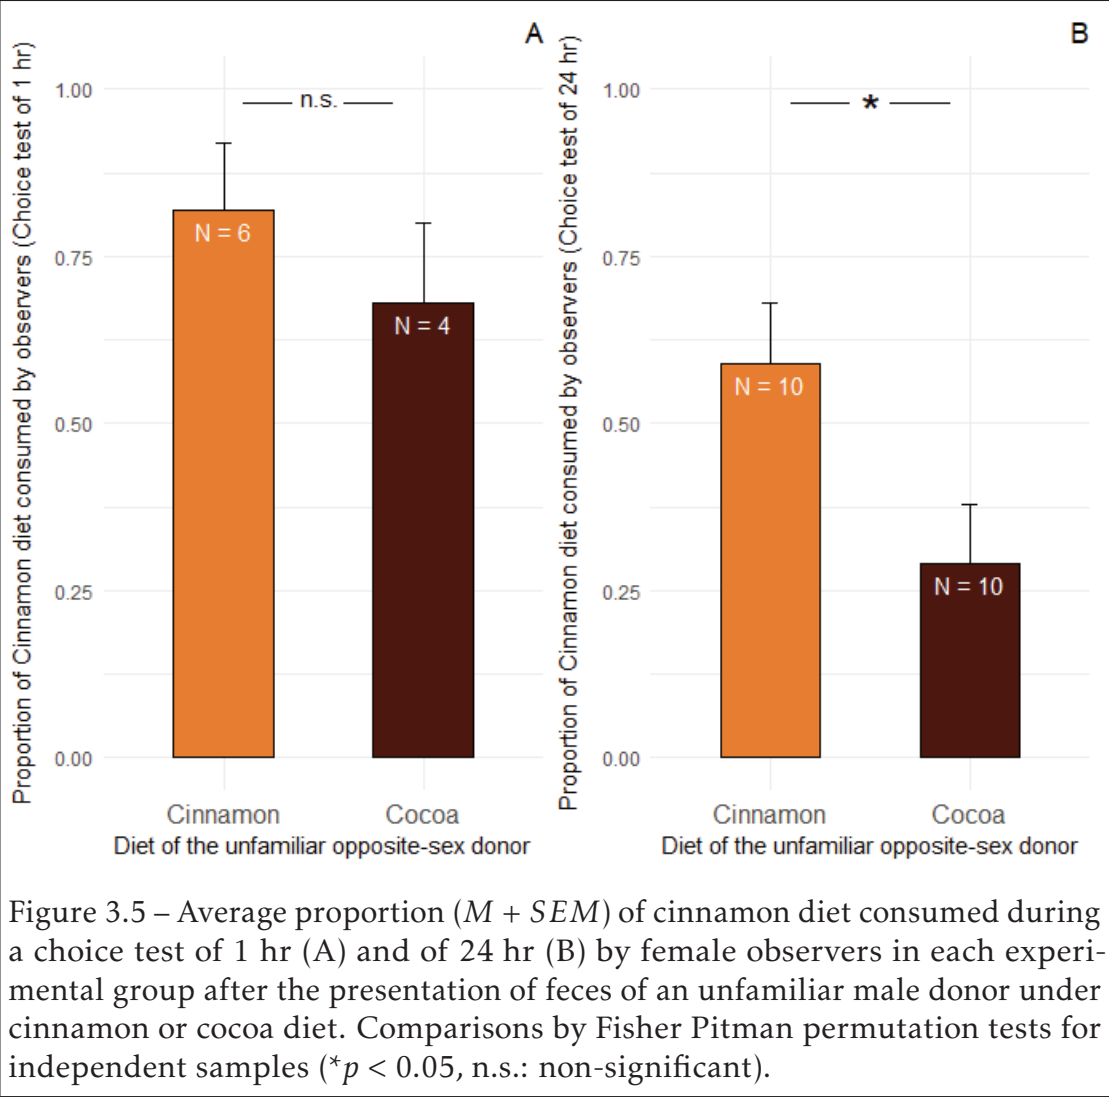 A
Proportion of Cinnamon diet consumed by observers (Choice test of 1 hr)
1.00
0.75
0.50
0.25
0.00
n.s.
N = 6
N = 4
Cinnamon
Cocoa
Diet of the unfamiliar opposite-sex donor
B
Proportion of Cinnamon diet consumed by observers (Choice test of 24 hr)
1.00
0.75
0.50
0.25
0.00
*
N = 10
N = 10
Cinnamon
Cocoa
Diet of the unfamiliar opposite-sex donor
Figure 3.5 – Average proportion (M + SEM) of cinnamon diet consumed during
a choice test of 1 hr (A) and of 24 hr (B) by female observers in each experi-
mental group after the presentation of feces of an unfamiliar male donor under
cinnamon or cocoa diet. Comparisons by Fisher Pitman permutation tests for
independent samples (*p < 0.05, n.s.: non-significant).